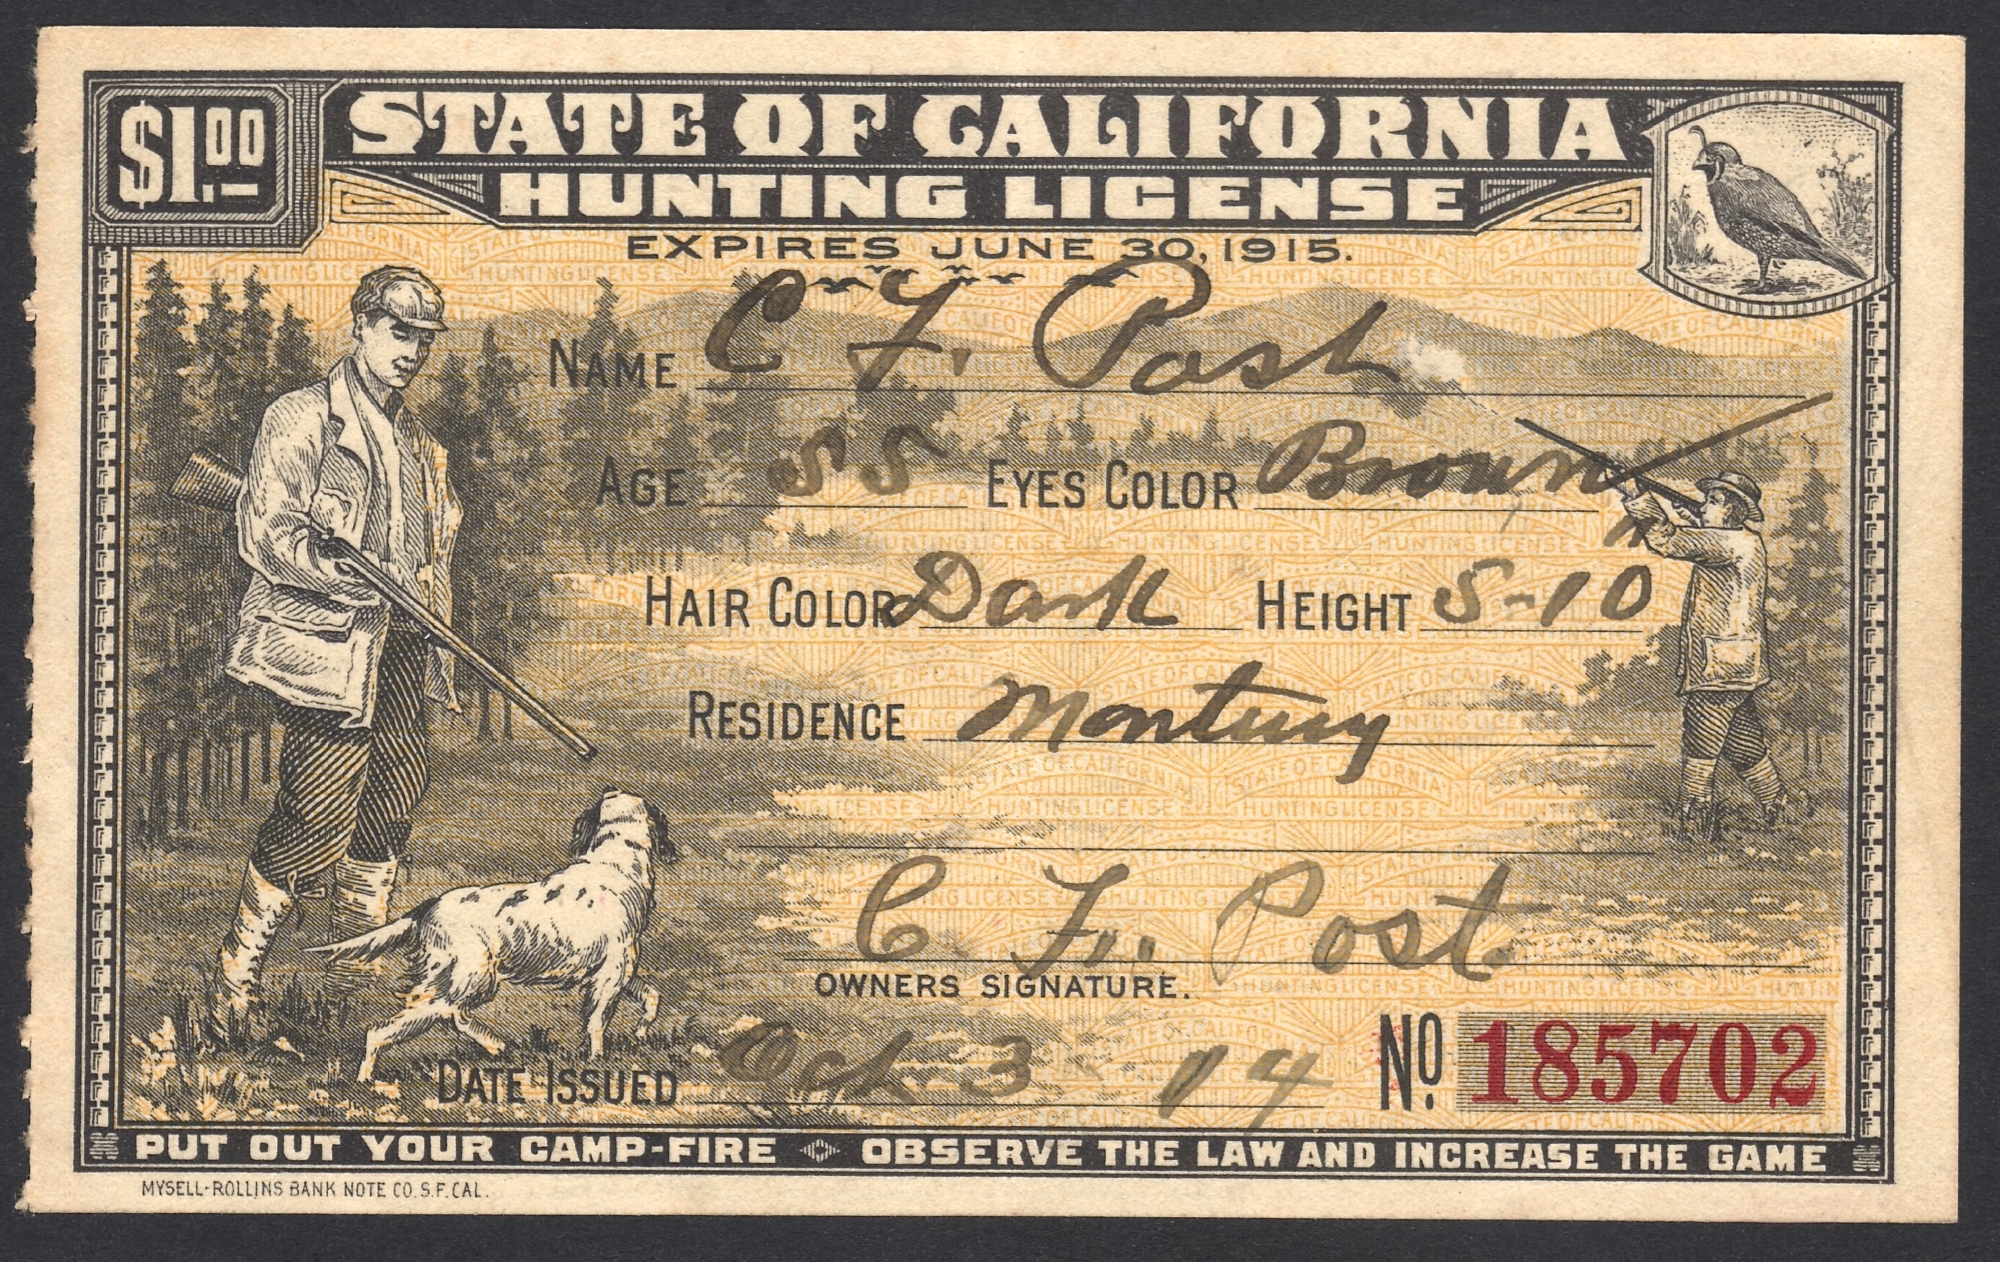 $1.00
STATE OF CALIFORNIA
HUNTING LICENSE
EXPIRES JUNE 30, 1915.
NAME C F. Post
AGE 55 EYES COLOR Brown
HAIR COLOR Dark HEIGHT 5-10"
RESIDENCE Monterey
C. F. Post
OWNERS SIGNATURE.
DATE ISSUED Oct 3 14 No. 185702
PUT OUT YOUR CAMP-FIRE OBSERVE THE LAW AND INCREASE THE GAME
MYSELL-ROLLINS BANK NOTE CO. S.F. CAL.